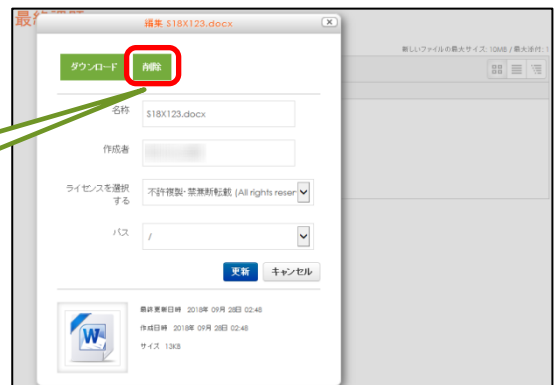 編集 S18X123.docx
新しいファイルの最大サイズ: 10MB / 最大添付: 1
ダウンロード 削除
名称 S18X123.docx
作成者
ライセンスを選択する 不許複製・禁無断転載 (All rights reser
パス /
更新 キャンセル
最終更新日時 2018年 09月 28日 02:48
作成日時 2018年 09月 28日 02:48
サイズ 13KB
W